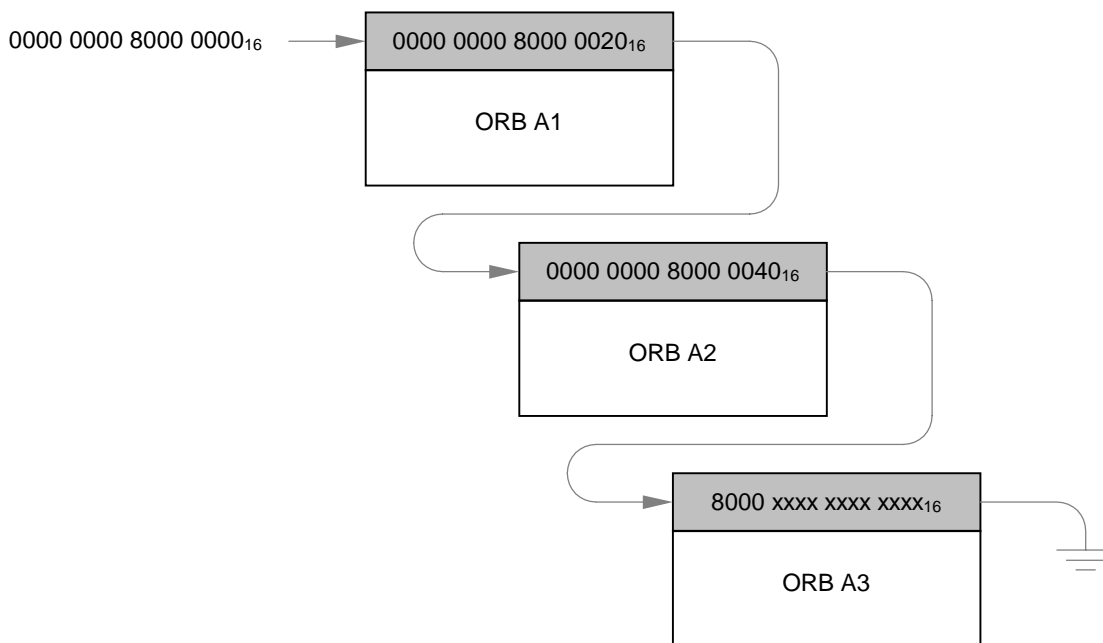 0000 0000 8000 0000₁₆ 0000 0000 8000 0020₁₆
ORB A1
0000 0000 8000 0040₁₆
ORB A2
8000 xxxx xxxx xxxx₁₆
ORB A3